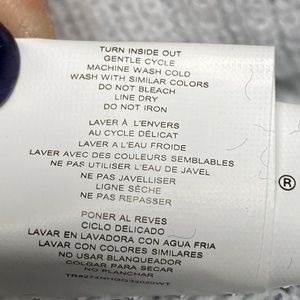 TURN INSIDE OUT
GENTLE CYCLE
MACHINE WASH COLD
WASH WITH SIMILAR COLORS
DO NOT BLEACH
LINE DRY
DO NOT IRON
LAVER À L'ENVERS
AU CYCLE DÉLICAT
LAVER A L'EAU FROIDE
LAVER AVEC DES COULEURS SEMBLABLES
NE PAS UTILISER L'EAU DE JAVEL
NE PAS JAVELLISER
LIGNE SÈCHE
NE PAS REPASSER
®
PONER AL REVES
CICLO DELICADO
LAVAR EN LAVADORA CON AGUA FRIA
LAVAR CON COLORES SIMILARES
NO USAR BLANQUEADOR
COLGAR PARA SECAR
NO PLANCHAR